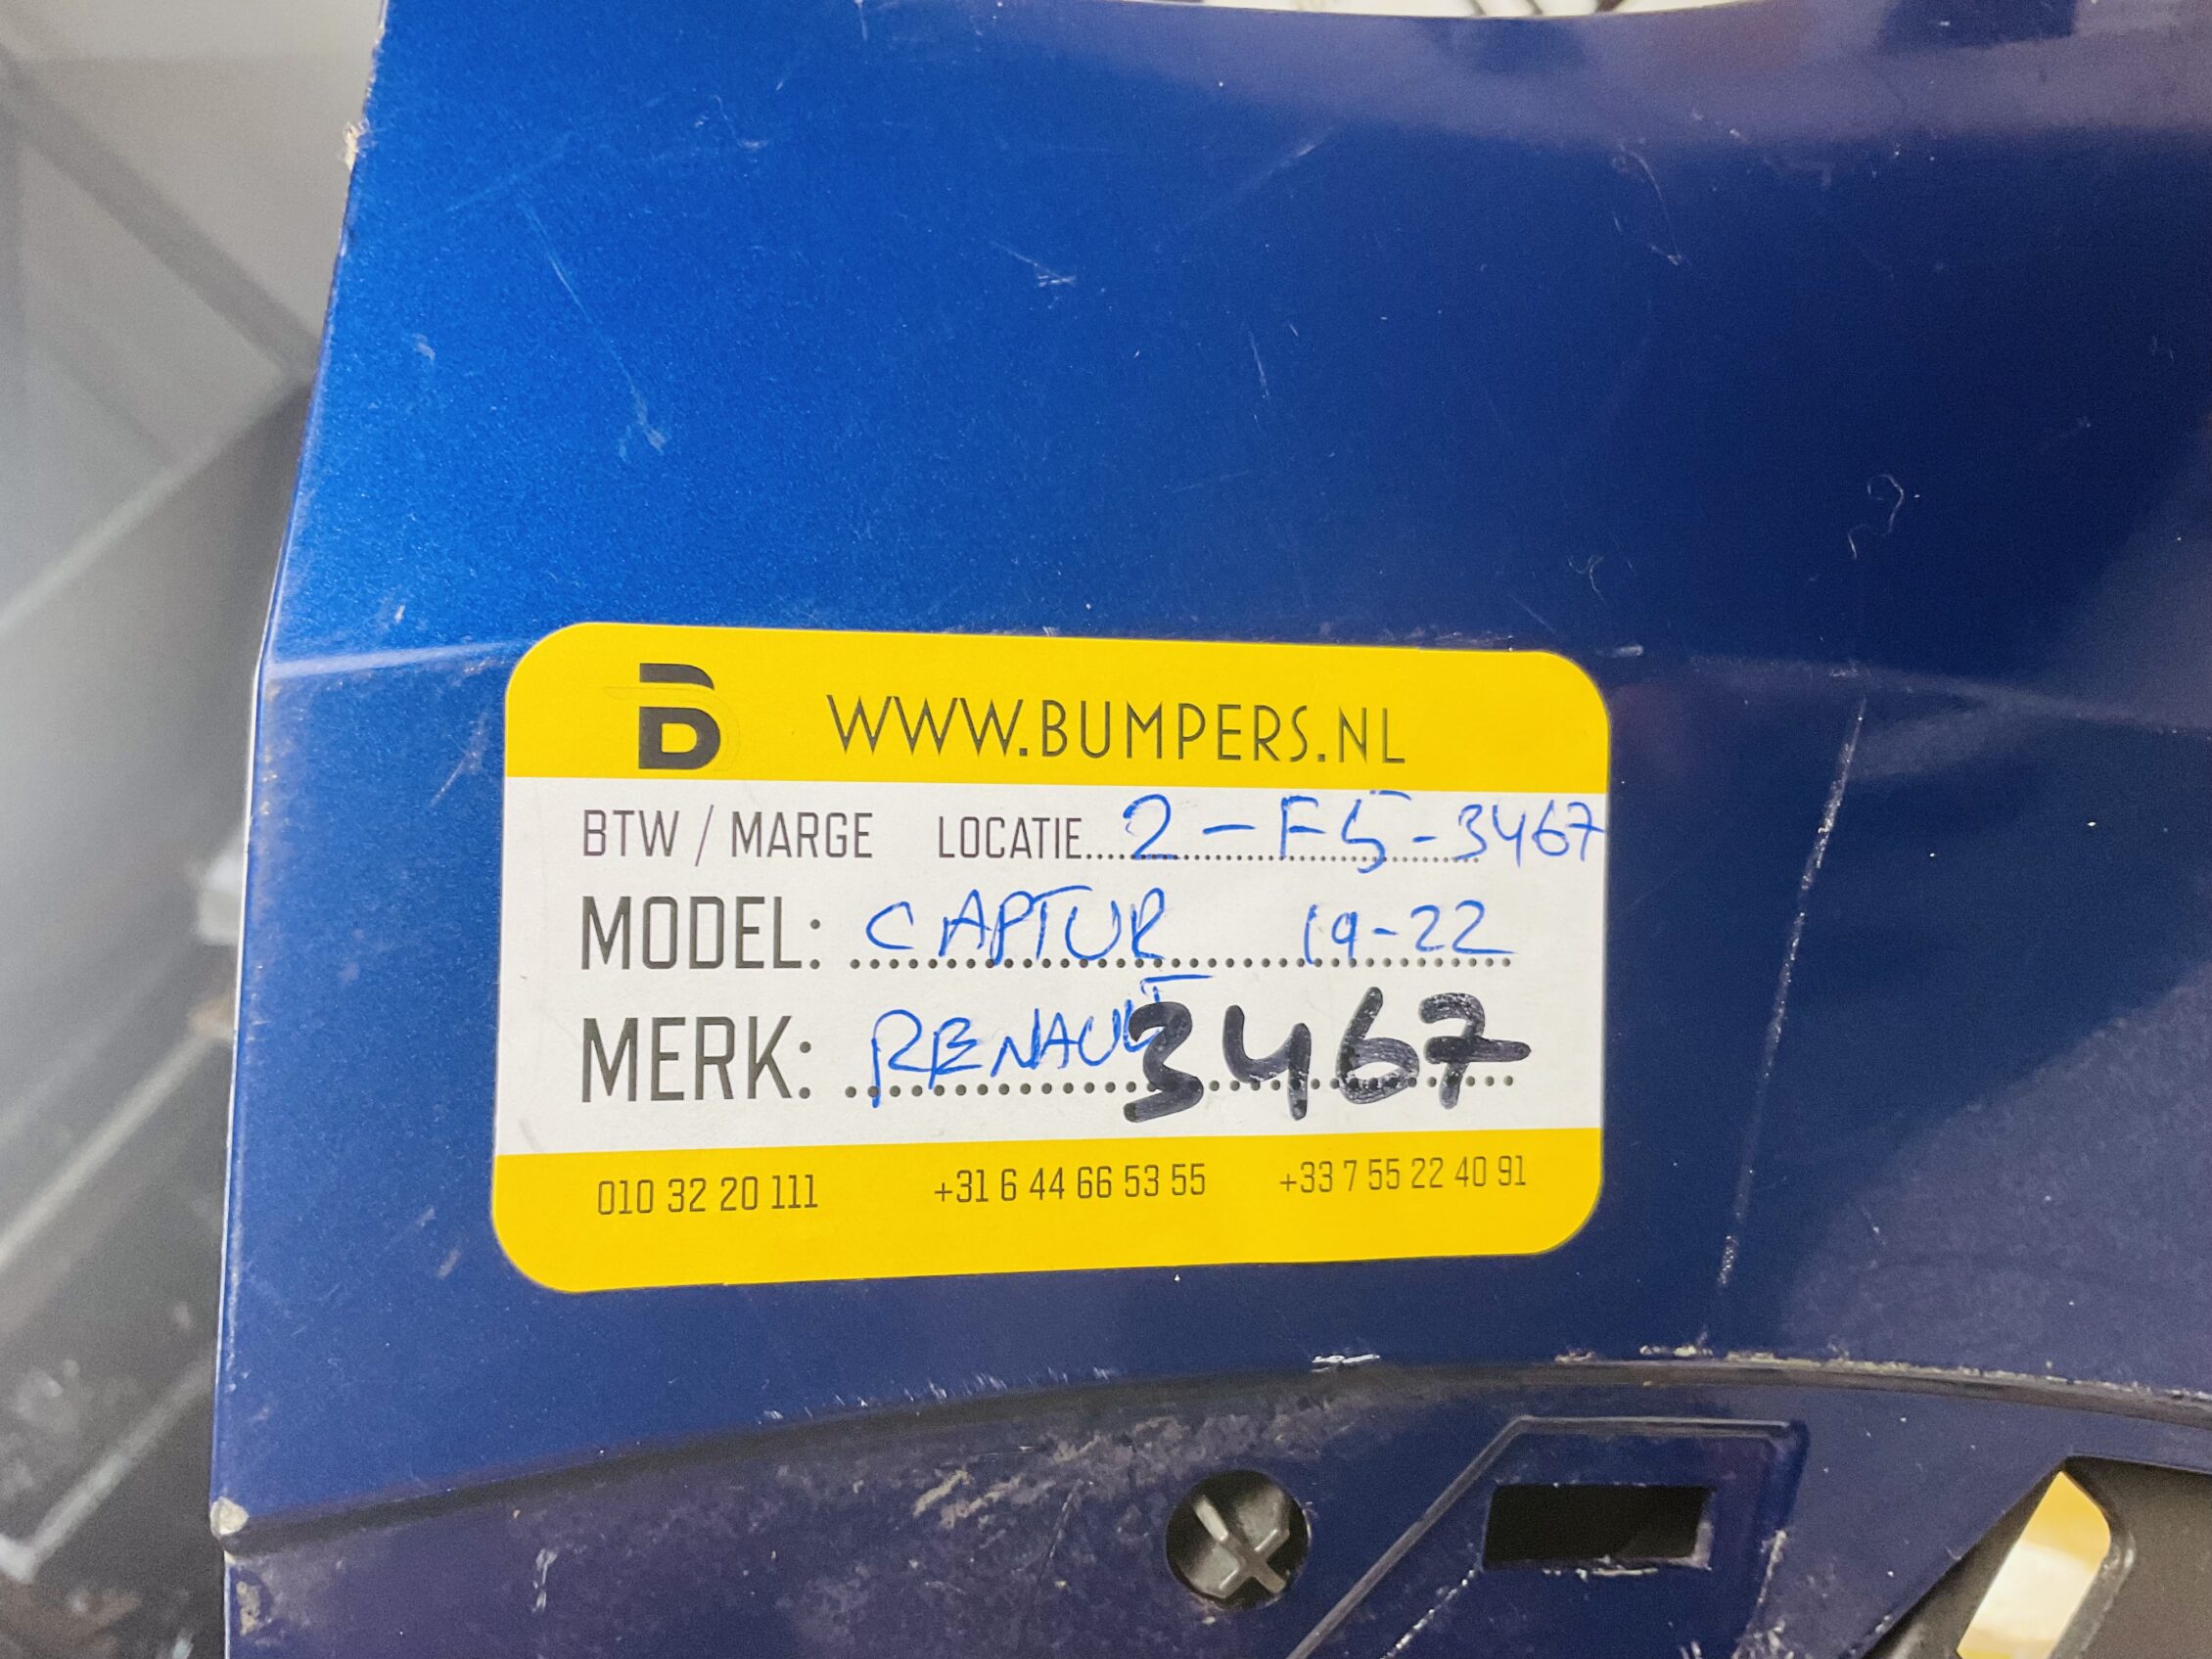 B WWW.BUMPERS.NL
BTW / MARGE LOCATIE 2-F5-3467
MODEL: CAPTUR 19-22
MERK: RENAULT 3467
010 32 20 111 +31 6 44 66 53 55 +33 7 55 22 40 91